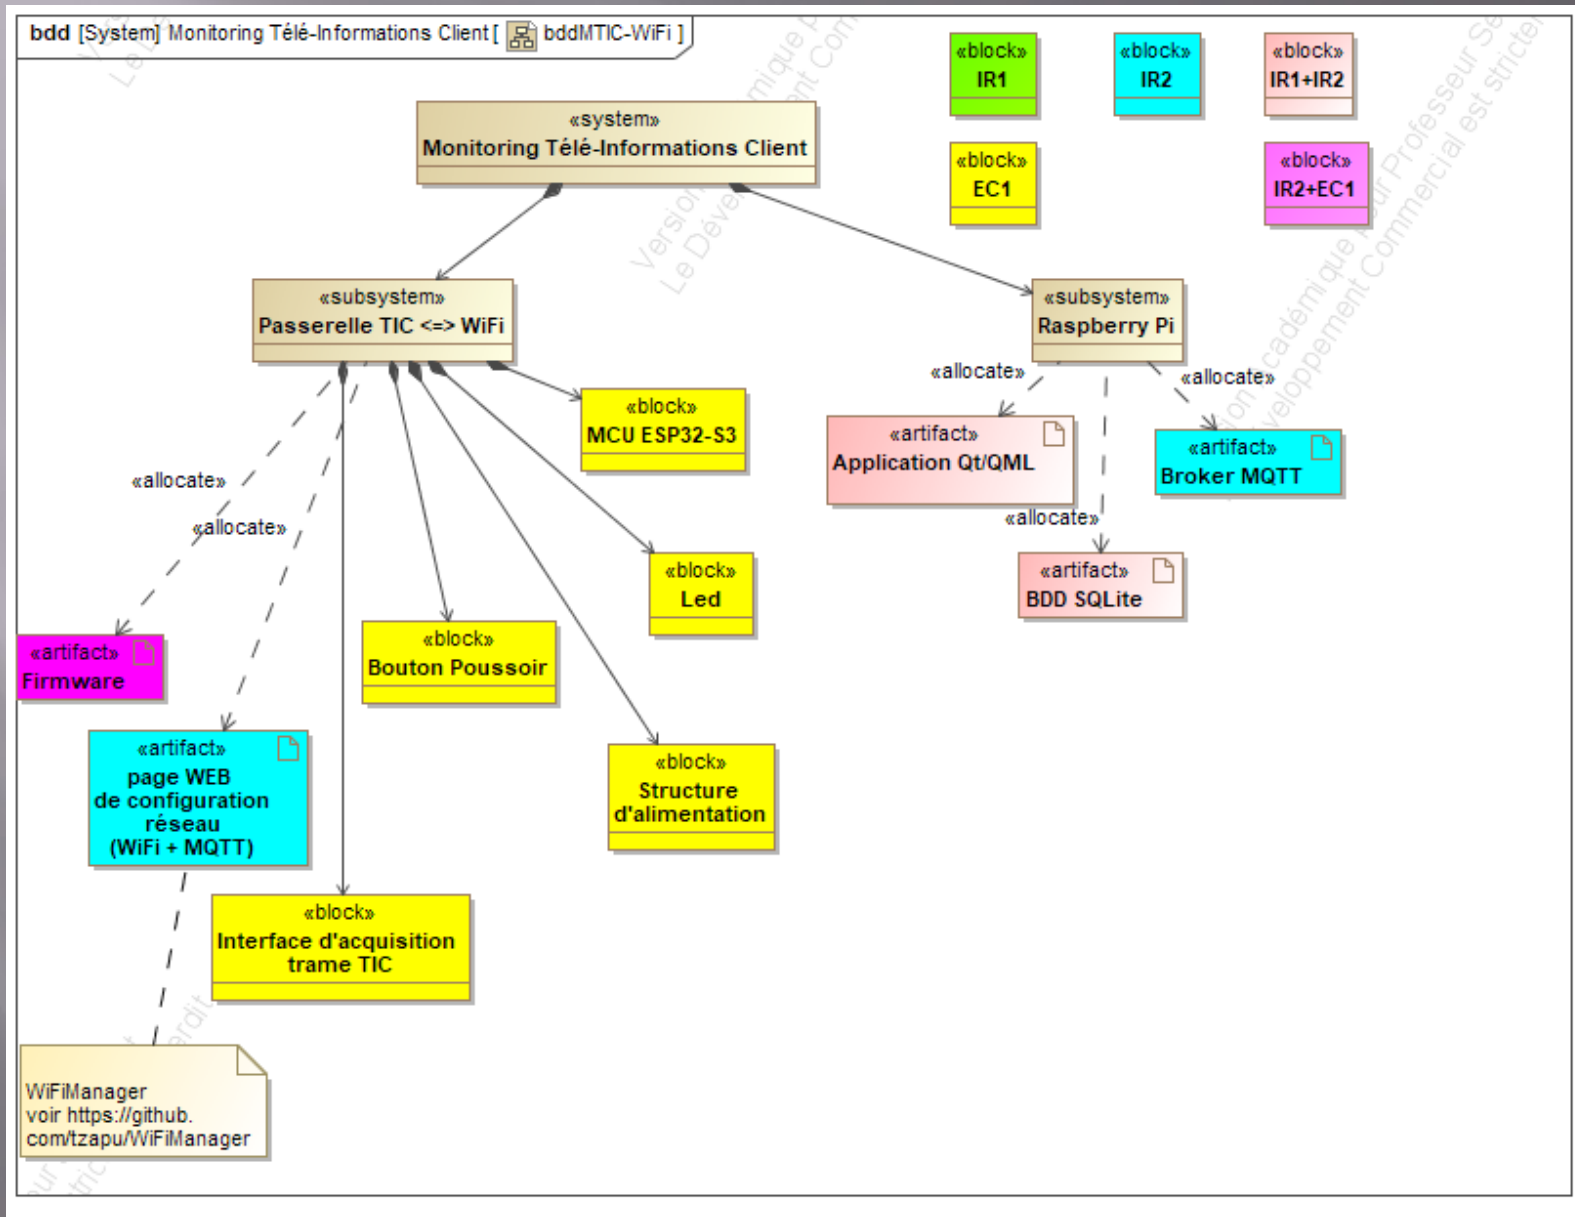 bdd [System] Monitoring Télé-Informations Client [ bddMTIC-WiFi ]
«block»
IR1
«block»
IR2
«block»
IR1+IR2
«system»
Monitoring Télé-Informations Client
«block»
EC1
«block»
IR2+EC1
«subsystem»
Passerelle TIC <=> WiFi
«subsystem»
Raspberry Pi
«allocate»
«allocate»
«block»
MCU ESP32-S3
«artifact»
Application Qt/QML
«artifact»
Broker MQTT
«allocate»
«allocate»
«allocate»
«block»
Led
«artifact»
BDD SQLite
«artifact»
Firmware
«block»
Bouton Poussoir
«artifact»
page WEB
de configuration
réseau
(WiFi + MQTT)
«block»
Structure
d'alimentation
«block»
Interface d'acquisition
trame TIC
WiFiManager
voir https://github.
com/tzapu/WiFiManager